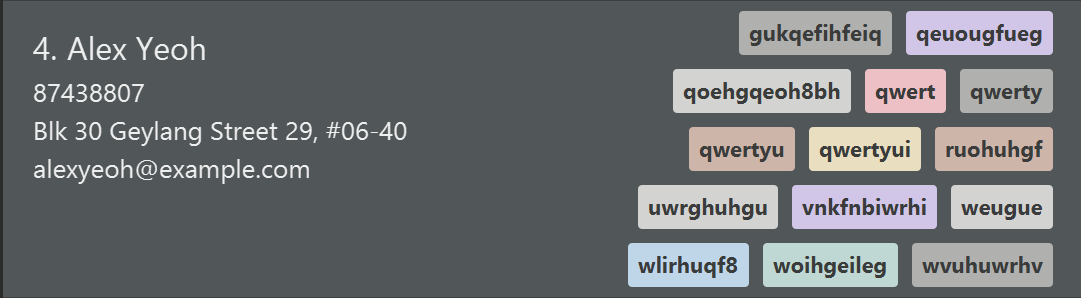 4. Alex Yeoh
87438807
Blk 30 Geylang Street 29, #06-40
alexyeoh@example.com
gukqefihfeiq qeuougfueg
qoehgqeoh8bh qwert qwerty
qwertyu qwertyui ruohuhgf
uwrghuhgu vnkfnbiwrhi weugue
wlirhuqf8 woihgeileg wvuhuwrhv